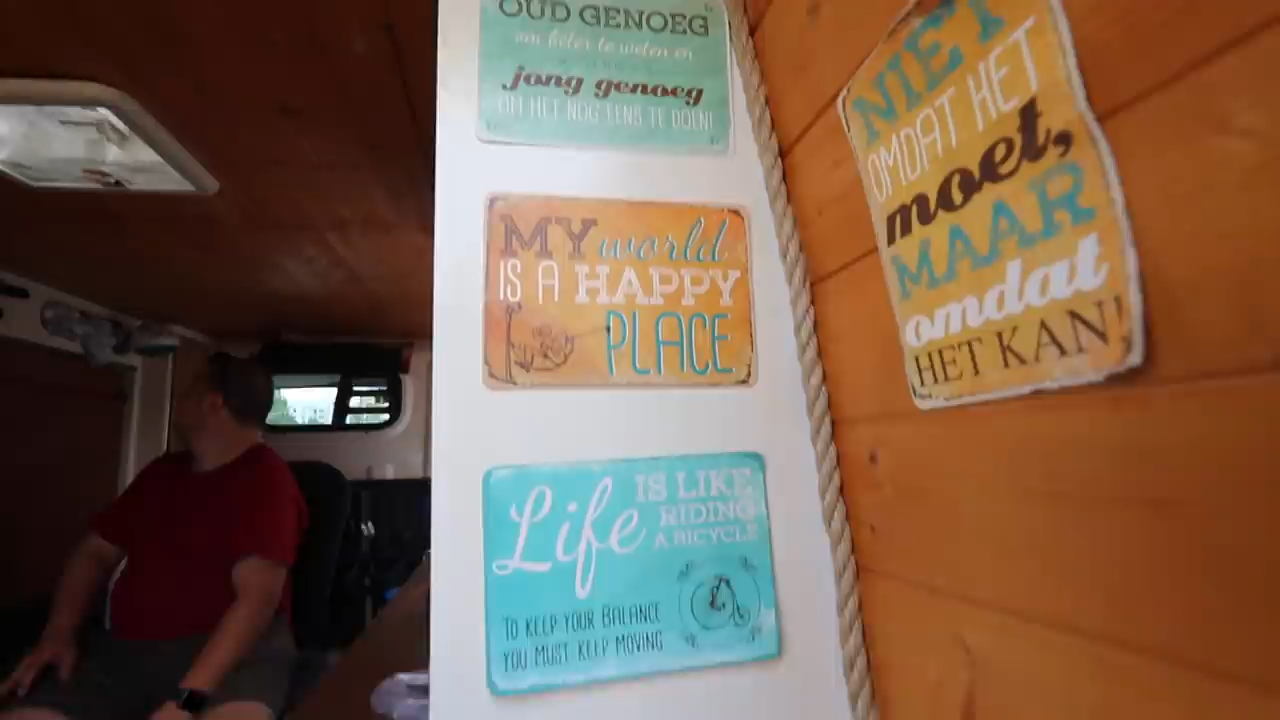 OUD GENOEG
om beter te weten en
jong genoeg
OM HET NOG EENS TE DOEN!
MY world
IS A HAPPY
PLACE
Life IS LIKE
RIDING
A BICYCLE
TO KEEP YOUR BALANCE
YOU MUST KEEP MOVING
NIET
OMDAT HET
moet,
MAAR
omdat
HET KAN!